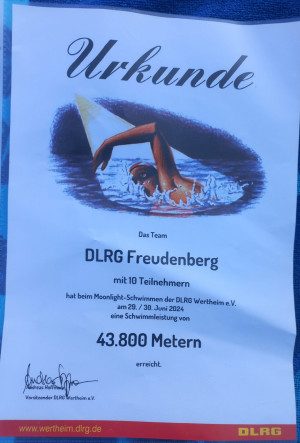 Urkunde
Das Team
DLRG Freudenberg
mit 10 Teilnehmern
hat beim Moonlight-Schwimmen der DLRG Wertheim e.V.
am 29. / 30. Juni 2024
eine Schwimmleistung von
43.800 Metern
erreicht.
Vorsitzender DLRG Wertheim e.V.
www.wertheim.dlrg.de
DLRG